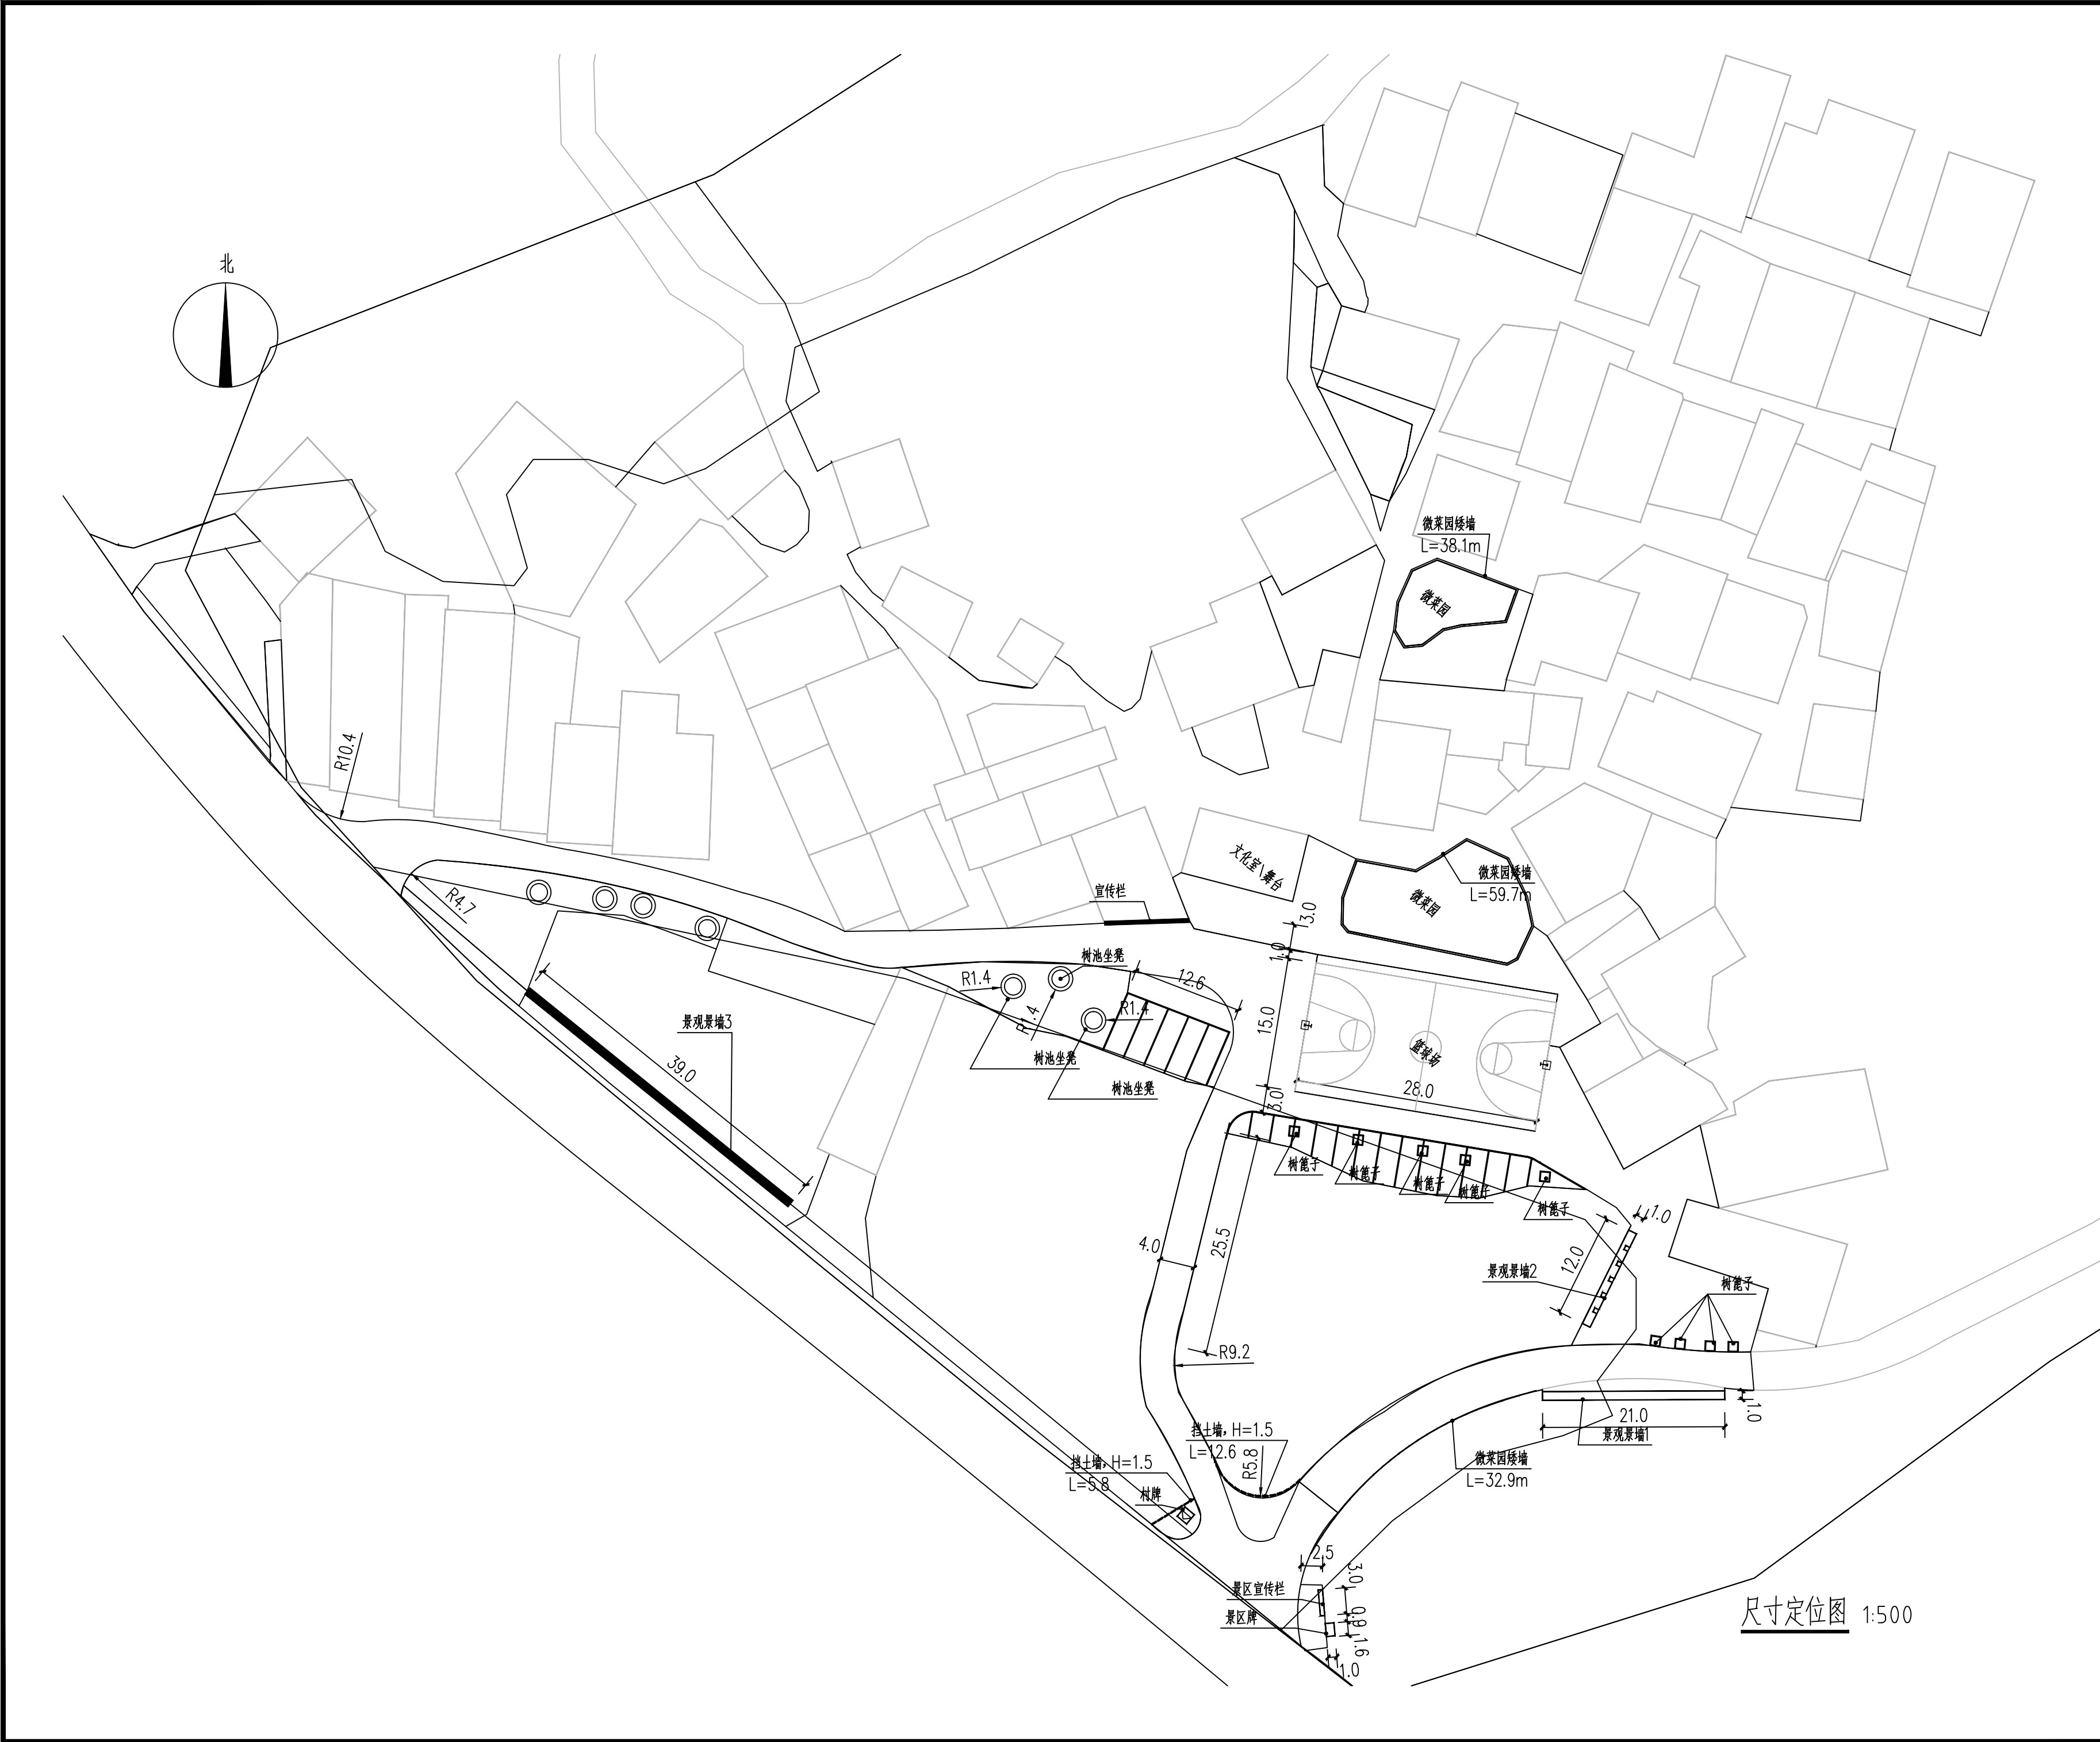 北
微菜园矮墙
L=38.1m
微菜园
R10.4
文化室\舞台
微菜园矮墙
L=59.7m
微菜园
宣传栏
R4.7
3.0
1.0
树池坐凳
12.6
R1.4
R1.4
R1.4
15.0
景观景墙3
39.0
树池坐凳
树池坐凳
篮球场
28.0
3.0
树篦子
树篦子
树篦子
树篦子
树篦子
1.0
12.0
4.0
25.5
景观景墙2
树篦子
R9.2
21.0
1.0
景观景墙1
挡土墙，H=1.5
L=12.6
R5.8
微菜园矮墙
L=32.9m
挡土墙，H=1.5
L=5.8
村牌
2.5
3.0
景区宣传栏
0.9
景区牌
1.6
1.0
尺寸定位图 1:500